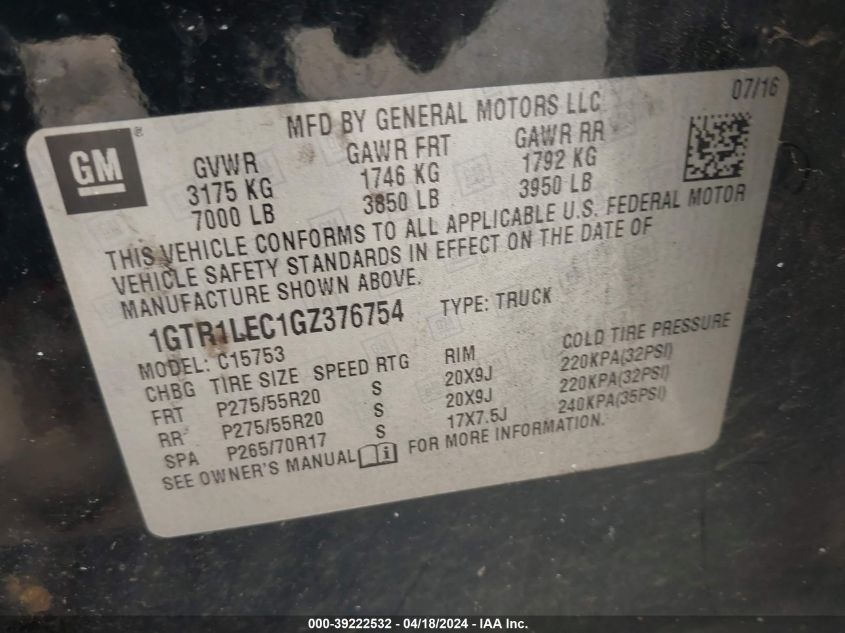 MFD BY GENERAL MOTORS LLC 07/16
GM ®
GVWR GAWR FRT GAWR RR
3175 KG 1746 KG 1792 KG
7000 LB 3850 LB 3950 LB
THIS VEHICLE CONFORMS TO ALL APPLICABLE U.S. FEDERAL MOTOR
VEHICLE SAFETY STANDARDS IN EFFECT ON THE DATE OF
MANUFACTURE SHOWN ABOVE.
1GTR1LEC1GZ376754 TYPE: TRUCK
MODEL: C15753
CHBG TIRE SIZE SPEED RTG RIM COLD TIRE PRESSURE
FRT P275/55R20 S 20X9J 220KPA(32PSI)
RR P275/55R20 S 20X9J 220KPA(32PSI)
SPA P265/70R17 S 17X7.5J 240KPA(35PSI)
SEE OWNER'S MANUAL i FOR MORE INFORMATION.
000-39222532 - 04/18/2024 - IAA Inc.